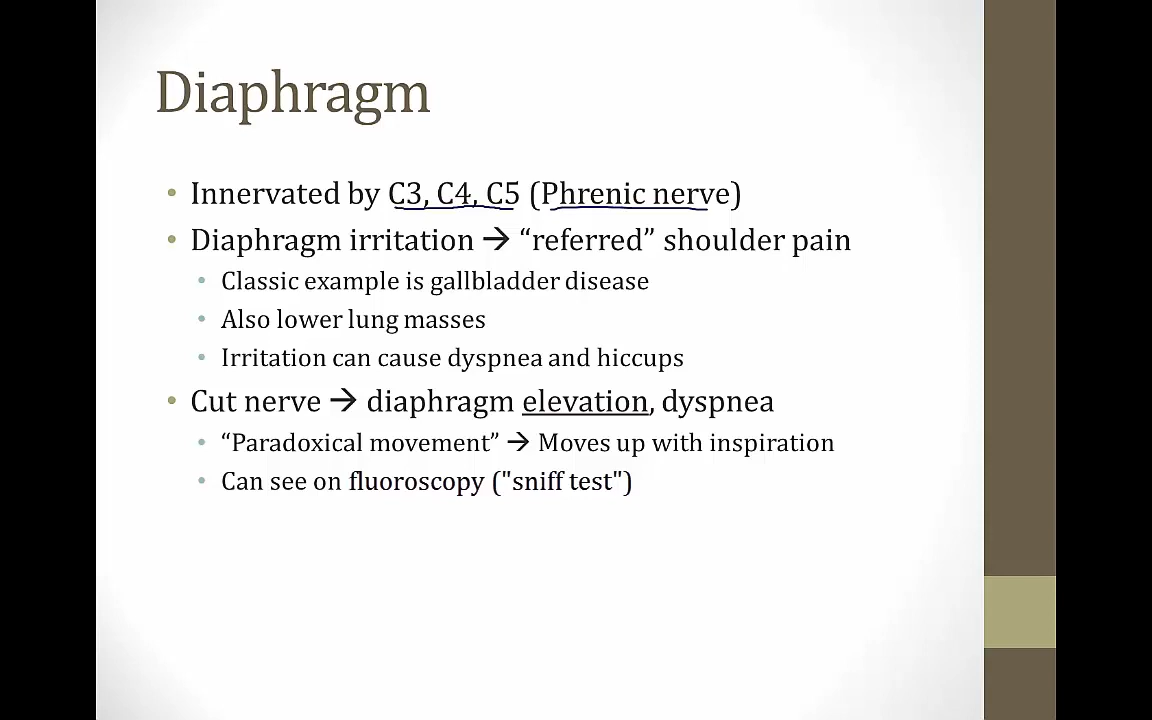 Diaphragm
• Innervated by C3, C4, C5 (Phrenic nerve)
• Diaphragm irritation → “referred” shoulder pain
• Classic example is gallbladder disease
• Also lower lung masses
• Irritation can cause dyspnea and hiccups
• Cut nerve → diaphragm elevation, dyspnea
• “Paradoxical movement” → Moves up with inspiration
• Can see on fluoroscopy ("sniff test")